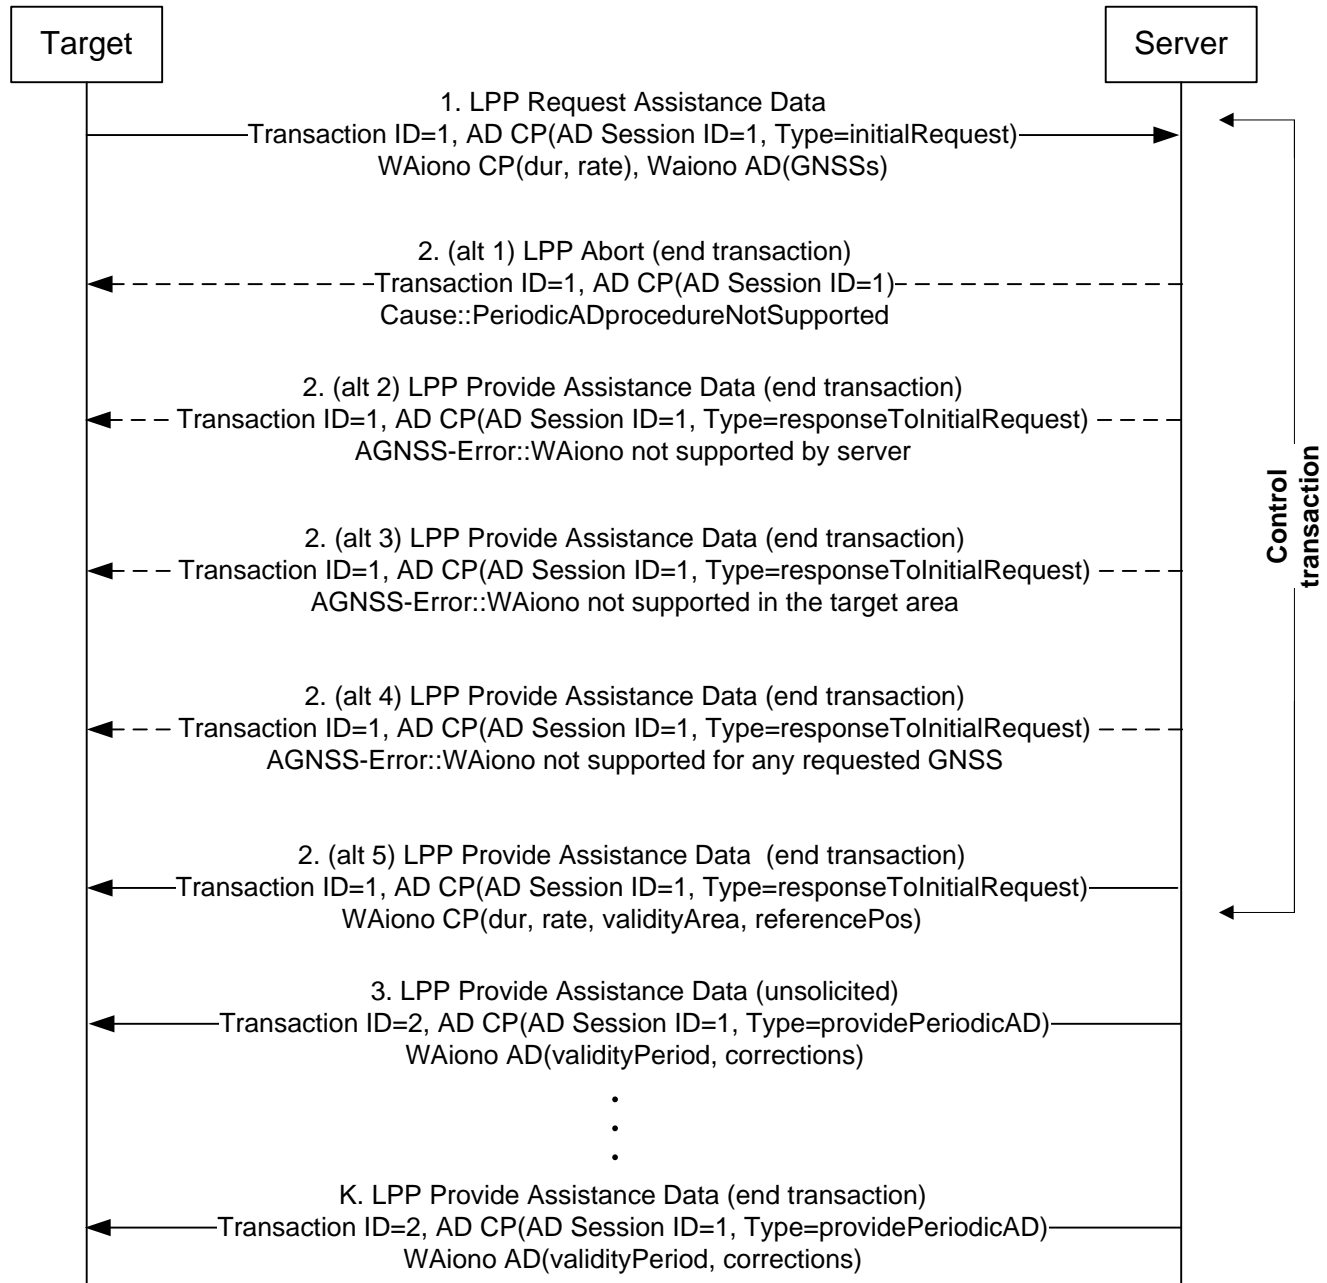 Target
Server
1. LPP Request Assistance Data
Transaction ID=1, AD CP(AD Session ID=1, Type=initialRequest)
WAiono CP(dur, rate), Waiono AD(GNSSs)
2. (alt 1) LPP Abort (end transaction)
Transaction ID=1, AD CP(AD Session ID=1)
Cause::PeriodicADprocedureNotSupported
2. (alt 2) LPP Provide Assistance Data (end transaction)
Transaction ID=1, AD CP(AD Session ID=1, Type=responseToInitialRequest)
AGNSS-Error::WAiono not supported by server
2. (alt 3) LPP Provide Assistance Data (end transaction)
Transaction ID=1, AD CP(AD Session ID=1, Type=responseToInitialRequest)
AGNSS-Error::WAiono not supported in the target area
2. (alt 4) LPP Provide Assistance Data (end transaction)
Transaction ID=1, AD CP(AD Session ID=1, Type=responseToInitialRequest)
AGNSS-Error::WAiono not supported for any requested GNSS
2. (alt 5) LPP Provide Assistance Data  (end transaction)
Transaction ID=1, AD CP(AD Session ID=1, Type=responseToInitialRequest)
WAiono CP(dur, rate, validityArea, referencePos)
Control
transaction
3. LPP Provide Assistance Data (unsolicited)
Transaction ID=2, AD CP(AD Session ID=1, Type=providePeriodicAD)
WAiono AD(validityPeriod, corrections)
K. LPP Provide Assistance Data (end transaction)
Transaction ID=2, AD CP(AD Session ID=1, Type=providePeriodicAD)
WAiono AD(validityPeriod, corrections)